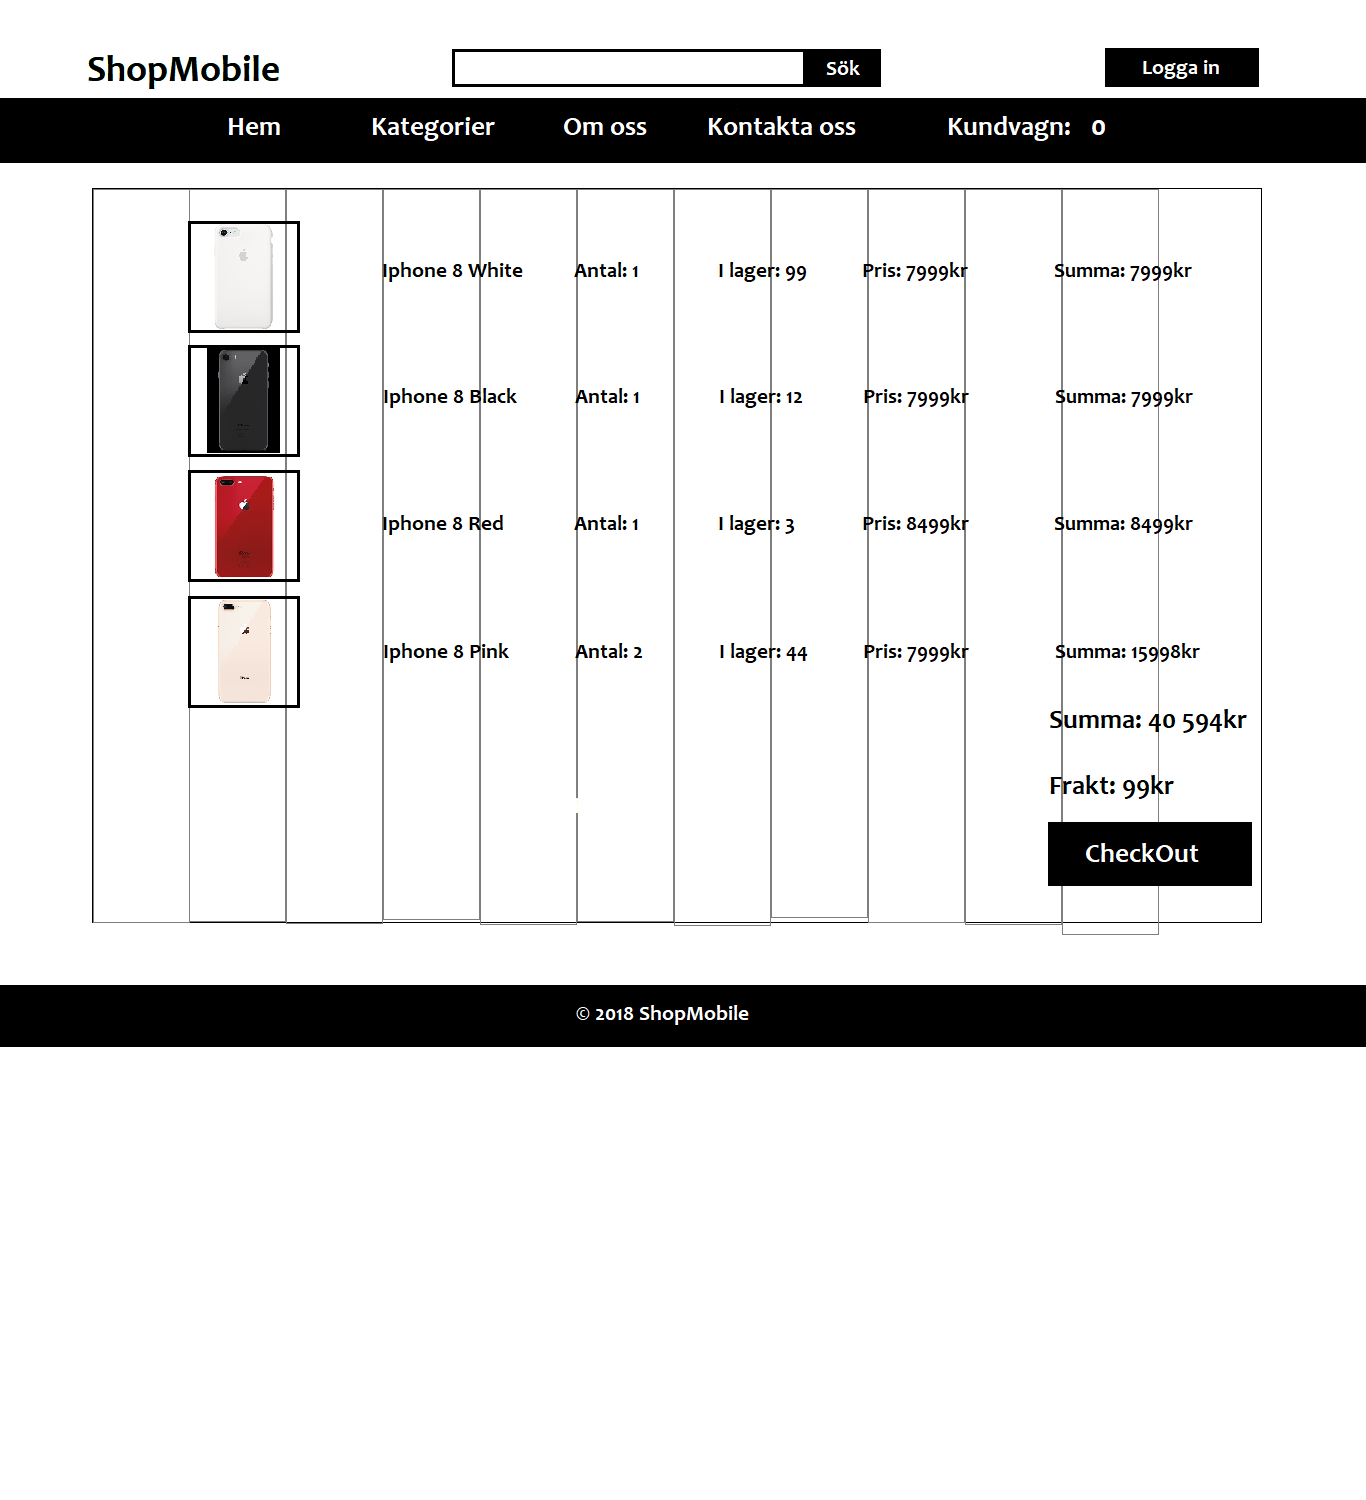 ShopMobile
Sök
Logga in
Hem Kategorier Om oss Kontakta oss Kundvagn: 0
Iphone 8 White Antal: 1 I lager: 99 Pris: 7999kr Summa: 7999kr
Iphone 8 Black Antal: 1 I lager: 12 Pris: 7999kr Summa: 7999kr
Iphone 8 Red Antal: 1 I lager: 3 Pris: 8499kr Summa: 8499kr
Iphone 8 Pink Antal: 2 I lager: 44 Pris: 7999kr Summa: 15998kr
Summa: 40 594kr
Frakt: 99kr
CheckOut
© 2018 ShopMobile